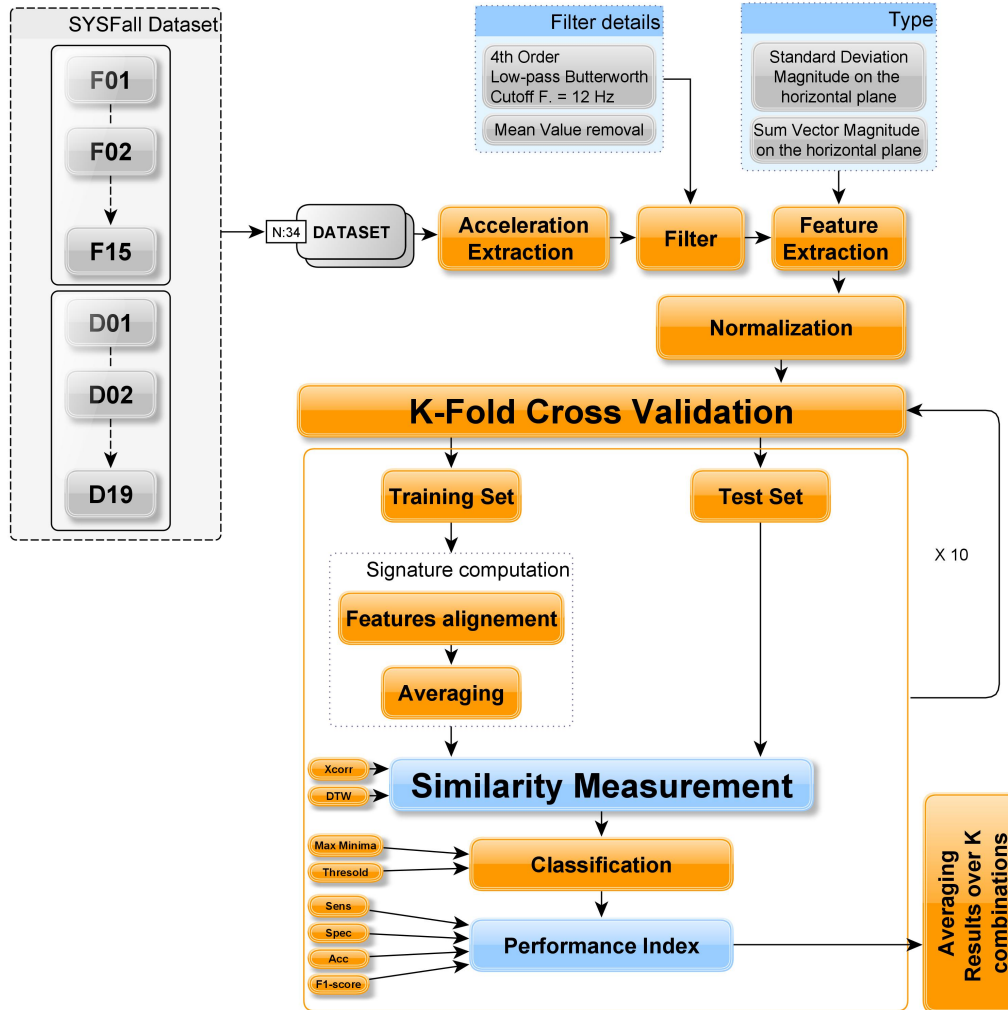 SYSFall Dataset
F01
F02
F15
D01
D02
D19
Filter details
4th Order
Low-pass Butterworth
Cutoff F. = 12 Hz
Mean Value removal
Type
Standard Deviation
Magnitude on the
horizontal plane
Sum Vector Magnitude
on the horizontal plane
N:34
DATASET
Acceleration
Extraction
Filter
Feature
Extraction
Normalization
K-Fold Cross Validation
Training Set
Test Set
X 10
Signature computation
Features alignement
Averaging
Xcorr
DTW
Similarity Measurement
Max Minima
Thresold
Classification
Sens
Spec
Acc
F1-score
Performance Index
Averaging
Results over K
combinations